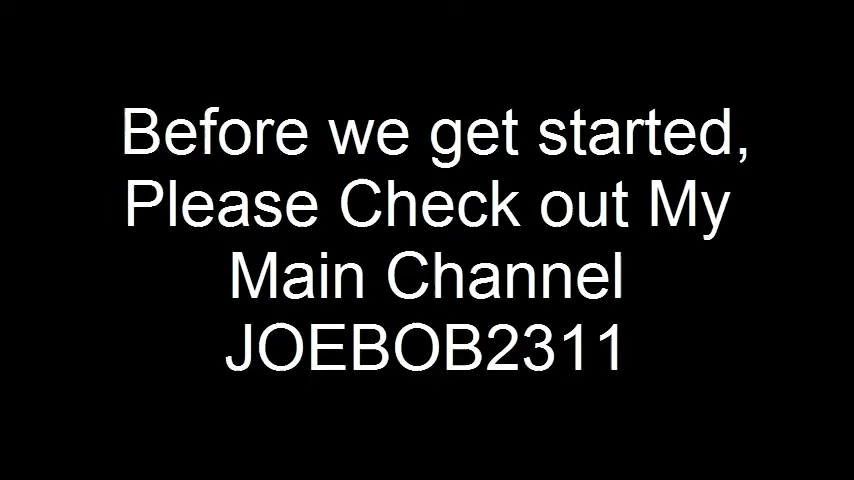 Before we get started,
Please Check out My
Main Channel
JOEBOB2311